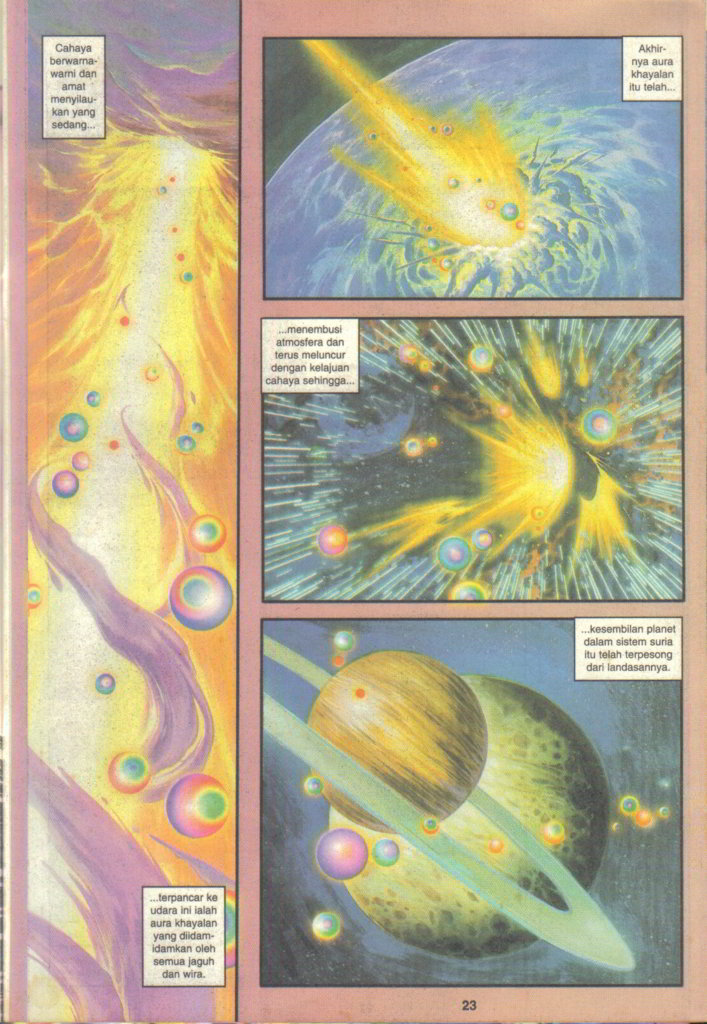 Cahaya
berwarna-
warni dan
amat
menyilau-
kan yang
sedang...
...terpancar ke
udara ini ialah
aura khayalan
yang diidam-
idamkan oleh
semua jaguh
dan wira.
Akhir-
nya aura
khayalan
itu telah...
...menembusi
atmosfera dan
terus meluncur
dengan kelajuan
cahaya sehingga...
...kesembilan planet
dalam sistem suria
itu telah terpesong
dari landasannya.
23